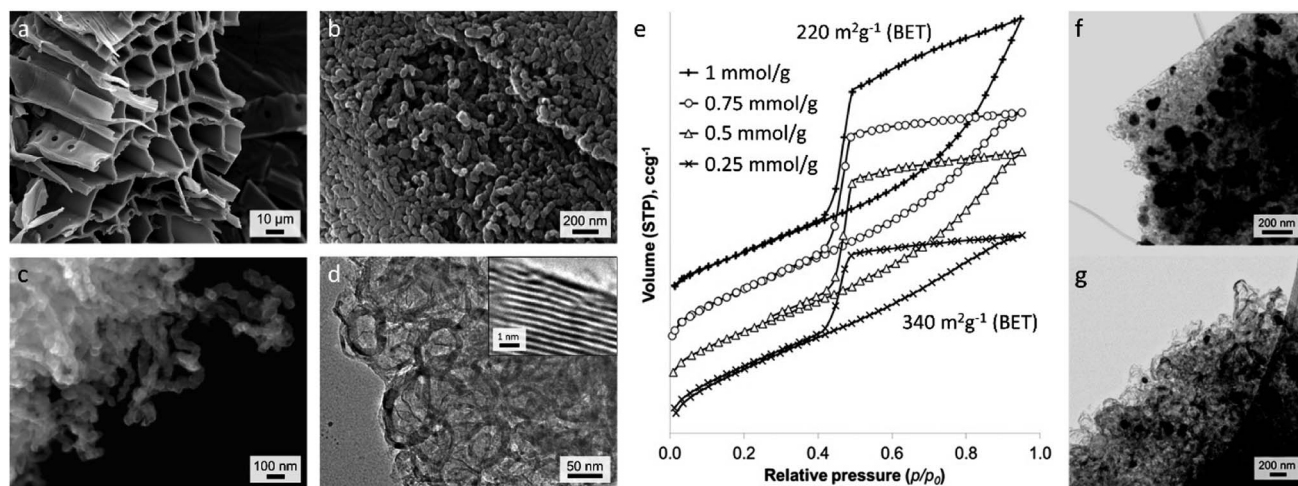 a
10 µm
b
200 nm
c
100 nm
d
1 nm
50 nm
e
220 m²g⁻¹ (BET)
1 mmol/g
0.75 mmol/g
0.5 mmol/g
0.25 mmol/g
340 m²g⁻¹ (BET)
Volume (STP), ccg⁻¹
0.0 0.2 0.4 0.6 0.8 1.0
Relative pressure (p/p₀)
f
200 nm
g
200 nm